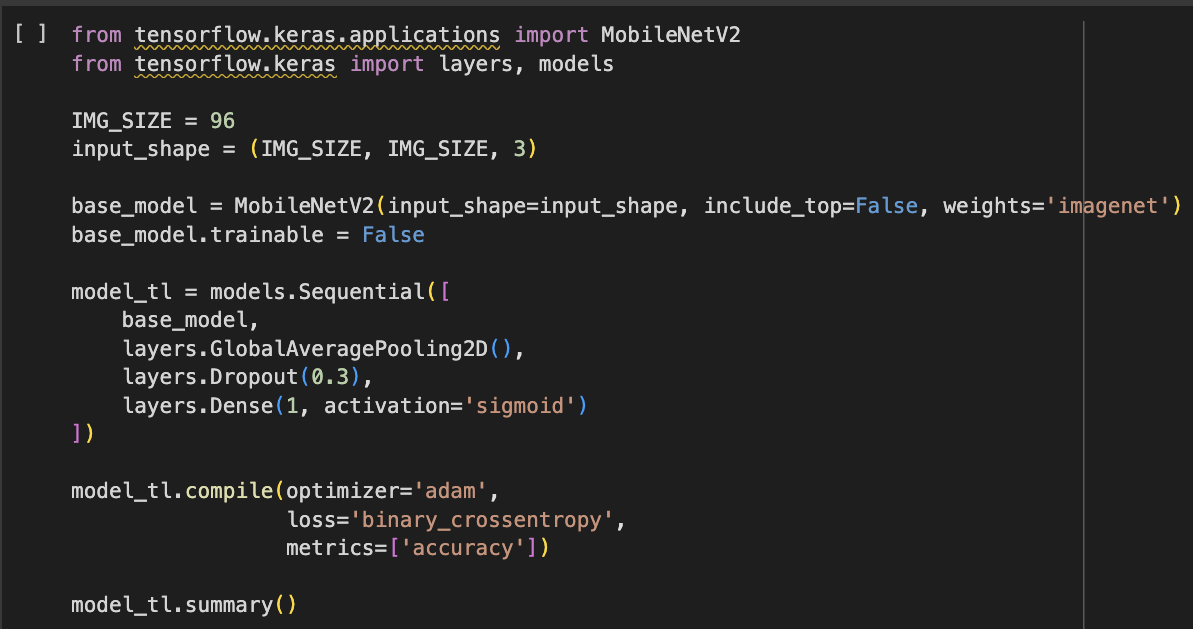 [ ] from tensorflow.keras.applications import MobileNetV2
from tensorflow.keras import layers, models
IMG_SIZE = 96
input_shape = (IMG_SIZE, IMG_SIZE, 3)
base_model = MobileNetV2(input_shape=input_shape, include_top=False, weights='imagenet')
base_model.trainable = False
model_tl = models.Sequential([
    base_model,
    layers.GlobalAveragePooling2D(),
    layers.Dropout(0.3),
    layers.Dense(1, activation='sigmoid')
])
model_tl.compile(optimizer='adam',
                 loss='binary_crossentropy',
                 metrics=['accuracy'])
model_tl.summary()